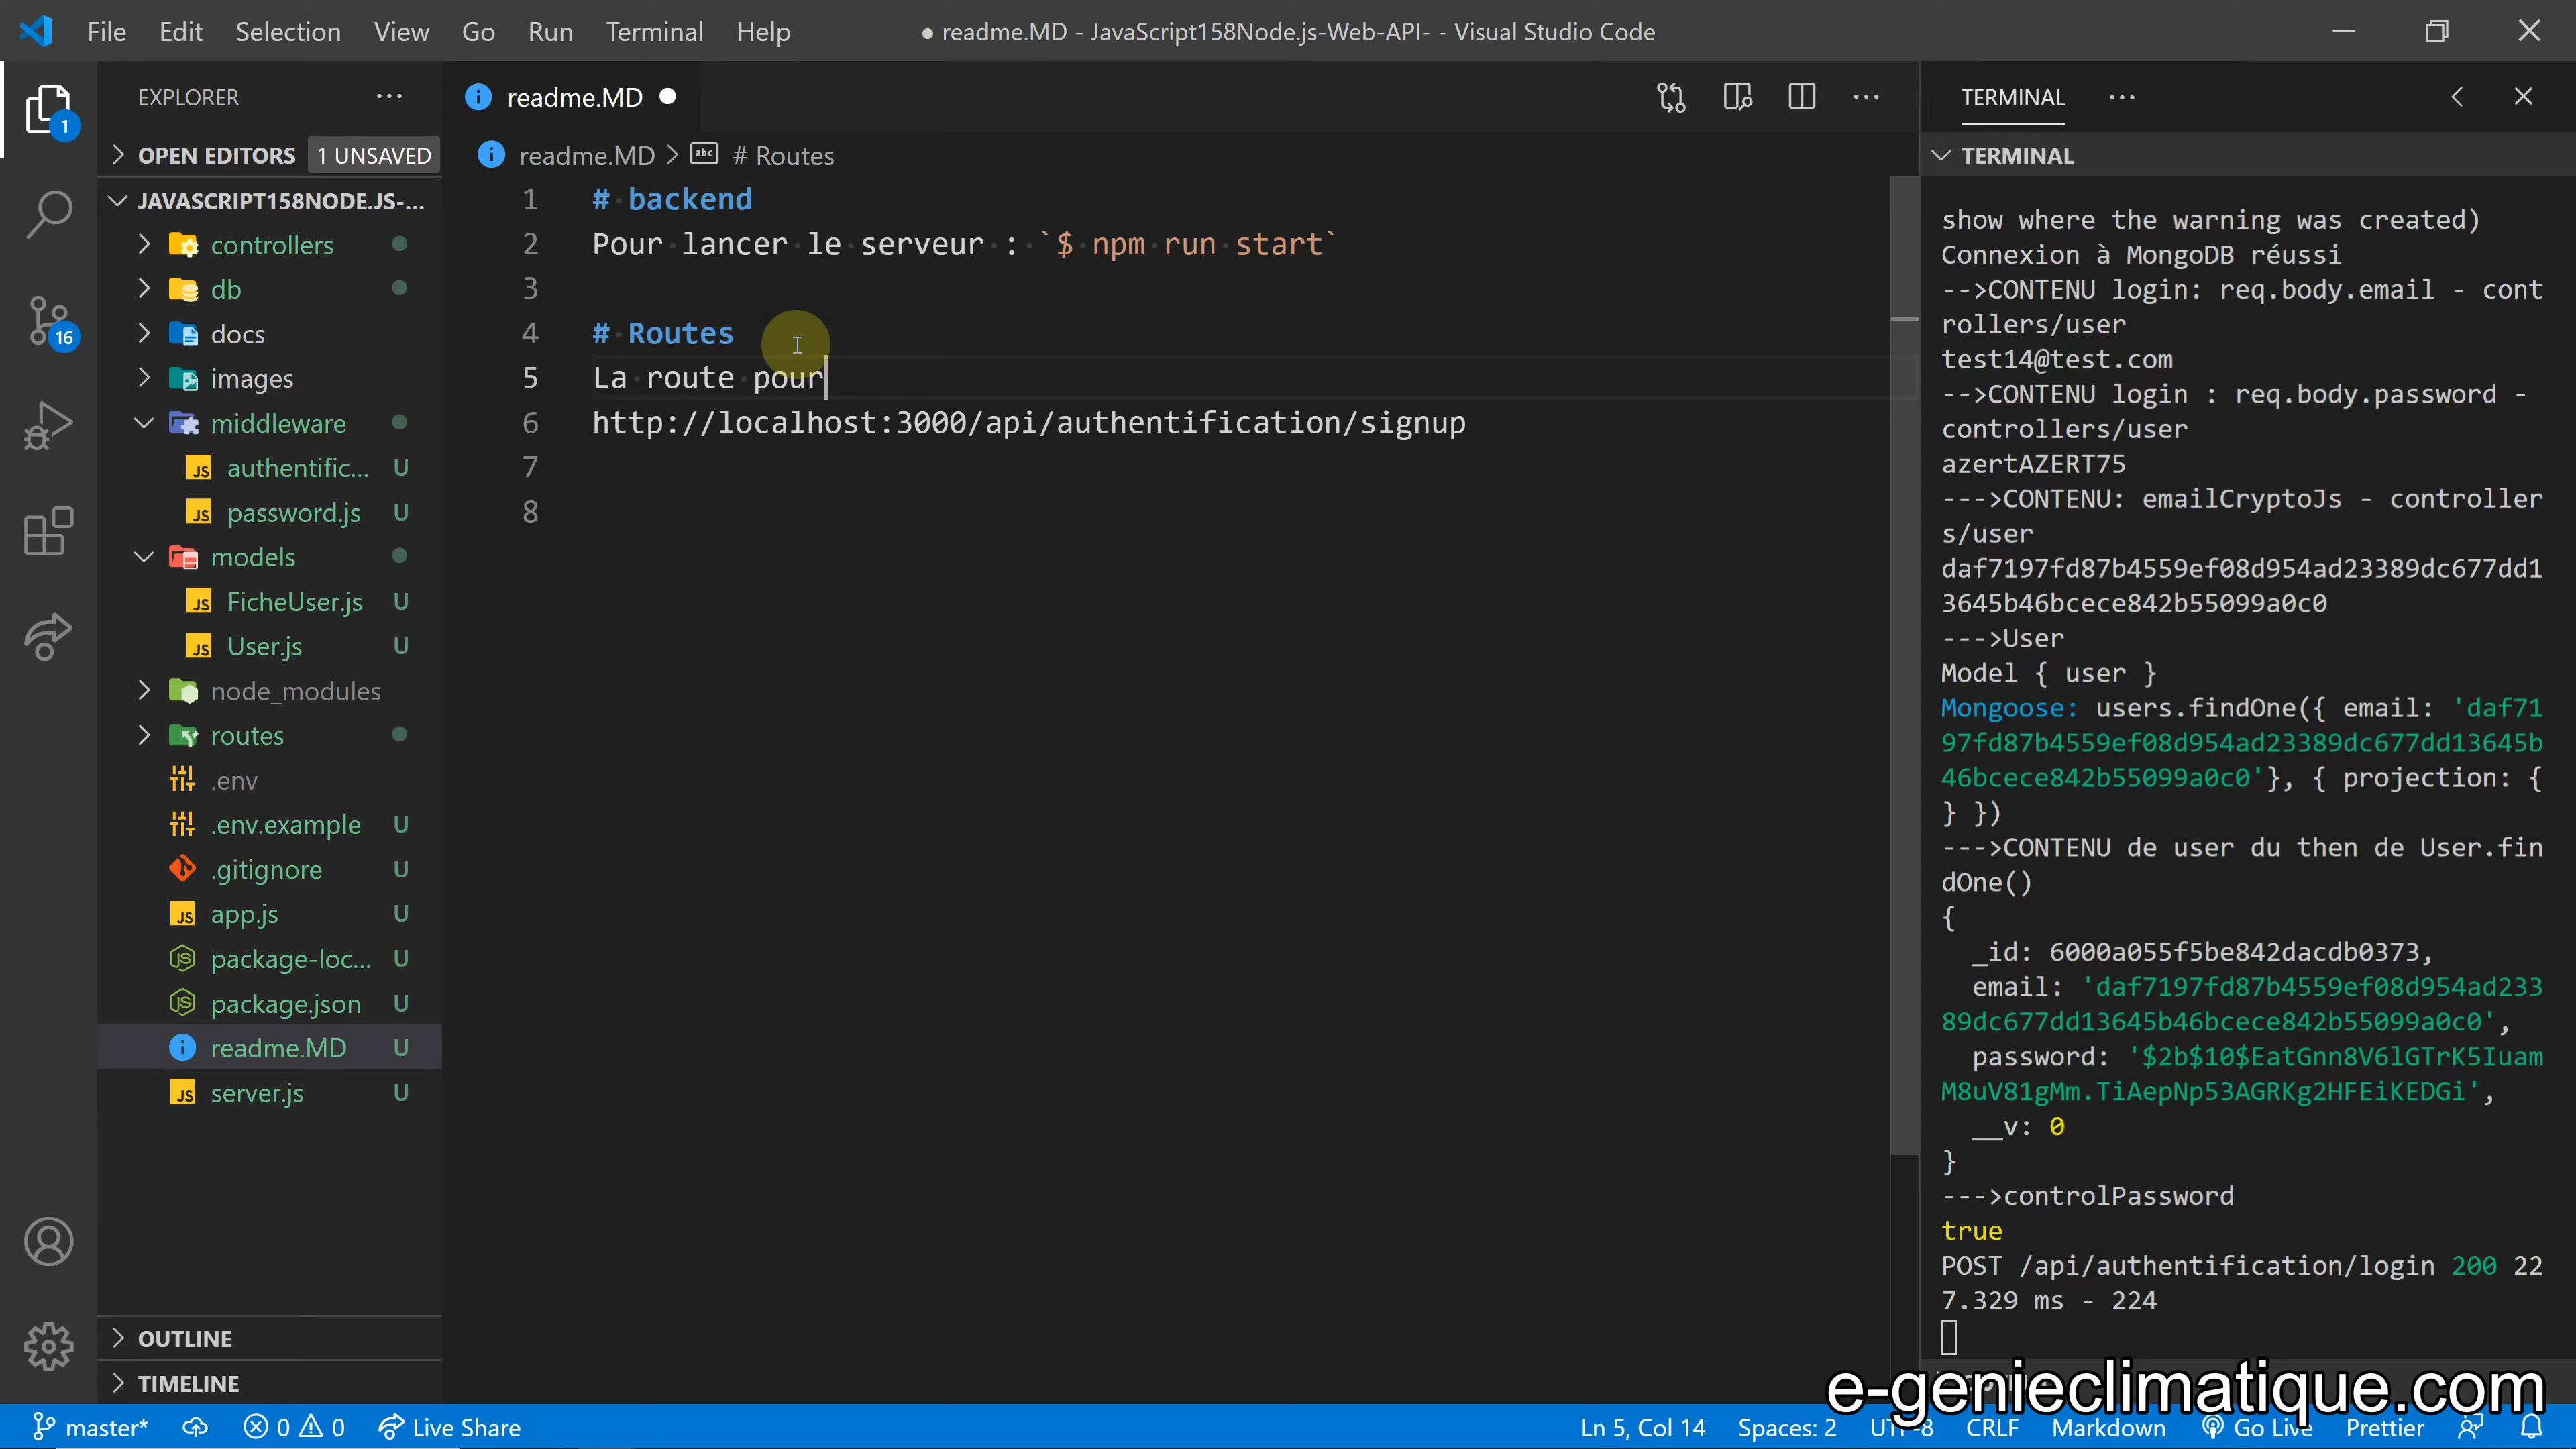 File Edit Selection View Go Run Terminal Help
● readme.MD - JavaScript158Node.js-Web-API- - Visual Studio Code
EXPLORER
OPEN EDITORS 1 UNSAVED
JAVASCRIPT158NODE.JS-...
controllers
db
docs
images
middleware
authentific... U
password.js U
models
FicheUser.js U
User.js U
node_modules
routes
.env
.env.example U
.gitignore U
app.js U
package-loc... U
package.json U
readme.MD U
server.js U
OUTLINE
TIMELINE
1
16
readme.MD
readme.MD > # Routes
1 # backend
2 Pour lancer le serveur : `$ npm run start`
3
4 # Routes
5 La route pour
6 http://localhost:3000/api/authentification/signup
7
8
TERMINAL
TERMINAL
show where the warning was created)
Connexion à MongoDB réussi
-->CONTENU login: req.body.email - cont
rollers/user
test14@test.com
-->CONTENU login : req.body.password -
controllers/user
azertAZERT75
--->CONTENU: emailCryptoJs - controller
s/user
daf7197fd87b4559ef08d954ad23389dc677dd1
3645b46bcece842b55099a0c0
--->User
Model { user }
Mongoose: users.findOne({ email: 'daf71
97fd87b4559ef08d954ad23389dc677dd13645b
46bcece842b55099a0c0'}, { projection: {
} })
--->CONTENU de user du then de User.fin
dOne()
{
_id: 6000a055f5be842dacdb0373,
email: 'daf7197fd87b4559ef08d954ad233
89dc677dd13645b46bcece842b55099a0c0',
password: '$2b$10$EatGnn8V6lGTrK5Iuam
M8uV81gMm.TiAepNp53AGRKg2HFEiKEDGi',
__v: 0
}
--->controlPassword
true
POST /api/authentification/login 200 22
7.329 ms - 224
e-genieclimatique.com
master* 0 0 Live Share
Ln 5, Col 14 Spaces: 2 UTF-8 CRLF Markdown Go Live Prettier